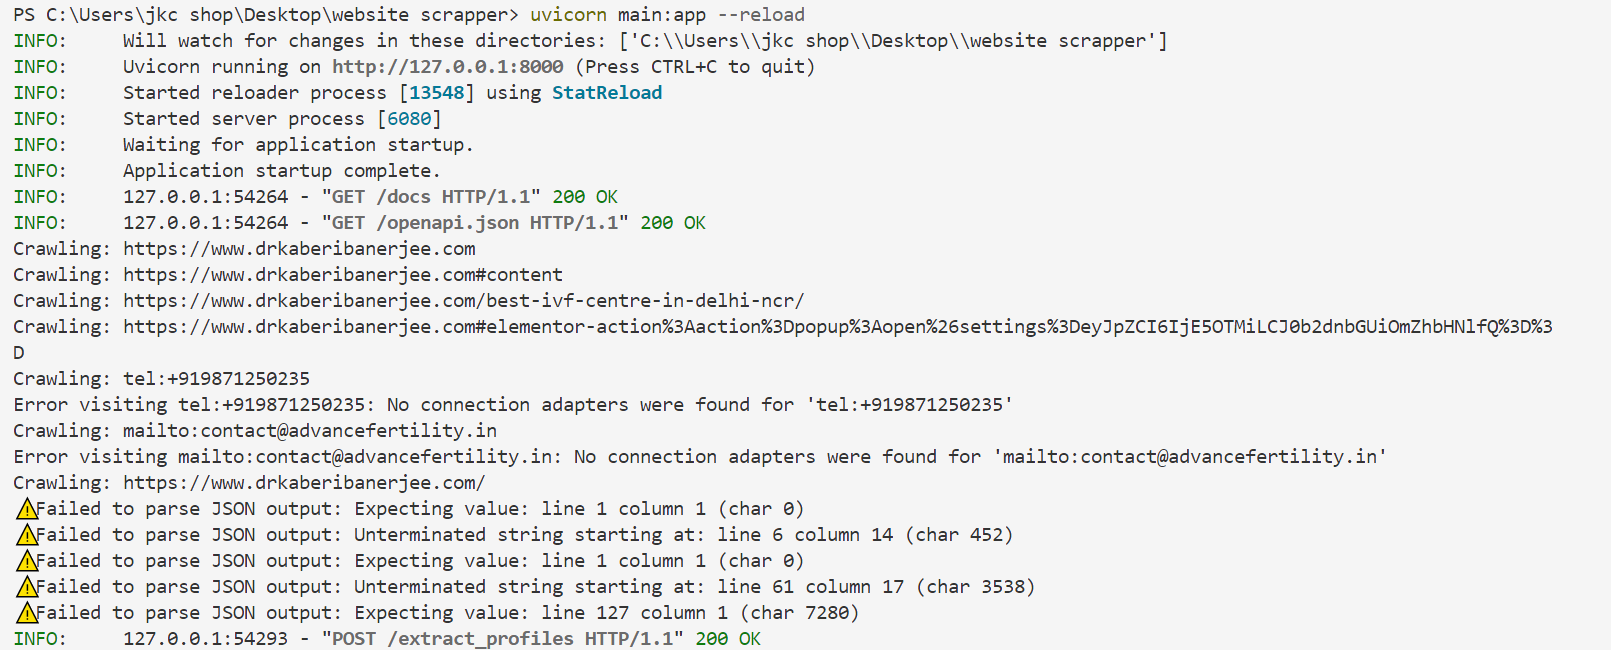 PS C:\Users\jkc shop\Desktop\website scrapper> uvicorn main:app --reload
INFO:     Will watch for changes in these directories: ['C:\\Users\\jkc shop\\Desktop\\website scrapper']
INFO:     Uvicorn running on http://127.0.0.1:8000 (Press CTRL+C to quit)
INFO:     Started reloader process [13548] using StatReload
INFO:     Started server process [6080]
INFO:     Waiting for application startup.
INFO:     Application startup complete.
INFO:     127.0.0.1:54264 - "GET /docs HTTP/1.1" 200 OK
INFO:     127.0.0.1:54264 - "GET /openapi.json HTTP/1.1" 200 OK
Crawling: https://www.drkaberibanerjee.com
Crawling: https://www.drkaberibanerjee.com#content
Crawling: https://www.drkaberibanerjee.com/best-ivf-centre-in-delhi-ncr/
Crawling: https://www.drkaberibanerjee.com#elementor-action%3Aaction%3Dpopup%3Aopen%26settings%3DeyJpZCI6IjE5OTMiLCJ0b2dnbGUiOmZhbHNlfQ%3D%3
D
Crawling: tel:+919871250235
Error visiting tel:+919871250235: No connection adapters were found for 'tel:+919871250235'
Crawling: mailto:contact@advancefertility.in
Error visiting mailto:contact@advancefertility.in: No connection adapters were found for 'mailto:contact@advancefertility.in'
Crawling: https://www.drkaberibanerjee.com/
⚠Failed to parse JSON output: Expecting value: line 1 column 1 (char 0)
⚠Failed to parse JSON output: Unterminated string starting at: line 6 column 14 (char 452)
⚠Failed to parse JSON output: Expecting value: line 1 column 1 (char 0)
⚠Failed to parse JSON output: Unterminated string starting at: line 61 column 17 (char 3538)
⚠Failed to parse JSON output: Expecting value: line 127 column 1 (char 7280)
INFO:     127.0.0.1:54293 - "POST /extract_profiles HTTP/1.1" 200 OK